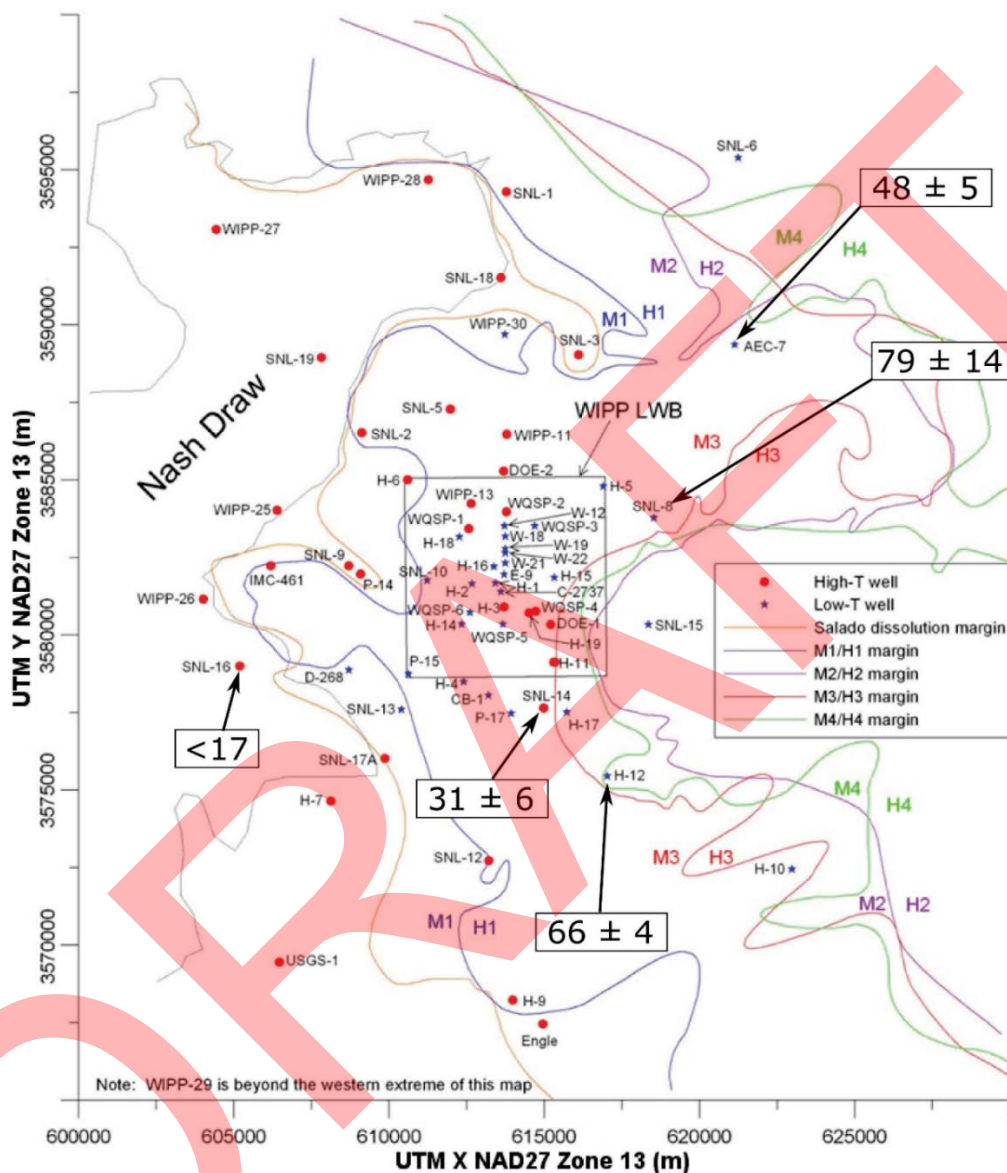 SNL-6
48 ± 5
WIPP-28
SNL-1
WIPP-27
M4
H4
M2
H2
SNL-18
M1
H1
WIPP-30
SNL-3
AEC-7
SNL-19
79 ± 14
Nash Draw
WIPP LWB
SNL-5
M3
H3
SNL-2
WIPP-11
DOE-2
H-6
H-5
WIPP-13
WQSP-2
SNL-8
WIPP-25
WQSP-1
W-12
WQSP-3
H-18
W-18
W-19
W-22
SNL-9
H-16
W-21
IMC-461
P-14
SNL-10
E-9
H-15
High-T well
H-2
H-1
Low-T well
C-2737
WIPP-26
WQSP-6
H-3
WQSP-4
Salado dissolution margin
H-14
DOE-1
SNL-15
M1/H1 margin
WQSP-5
H-19
M2/H2 margin
SNL-16
P-15
H-11
M3/H3 margin
D-268
H-4
SNL-14
M4/H4 margin
CB-1
SNL-13
P-17
H-17
<17
SNL-17A
H-12
31 ± 6
M4
H4
H-7
SNL-12
M3
H3
H-10
M1
H1
66 ± 4
M2
H2
USGS-1
H-9
Engle
Note: WIPP-29 is beyond the western extreme of this map
UTM Y NAD27 Zone 13 (m)
3595000
3590000
3585000
3580000
3575000
3570000
600000 605000 610000 615000 620000 625000
UTM X NAD27 Zone 13 (m)
DRAFT